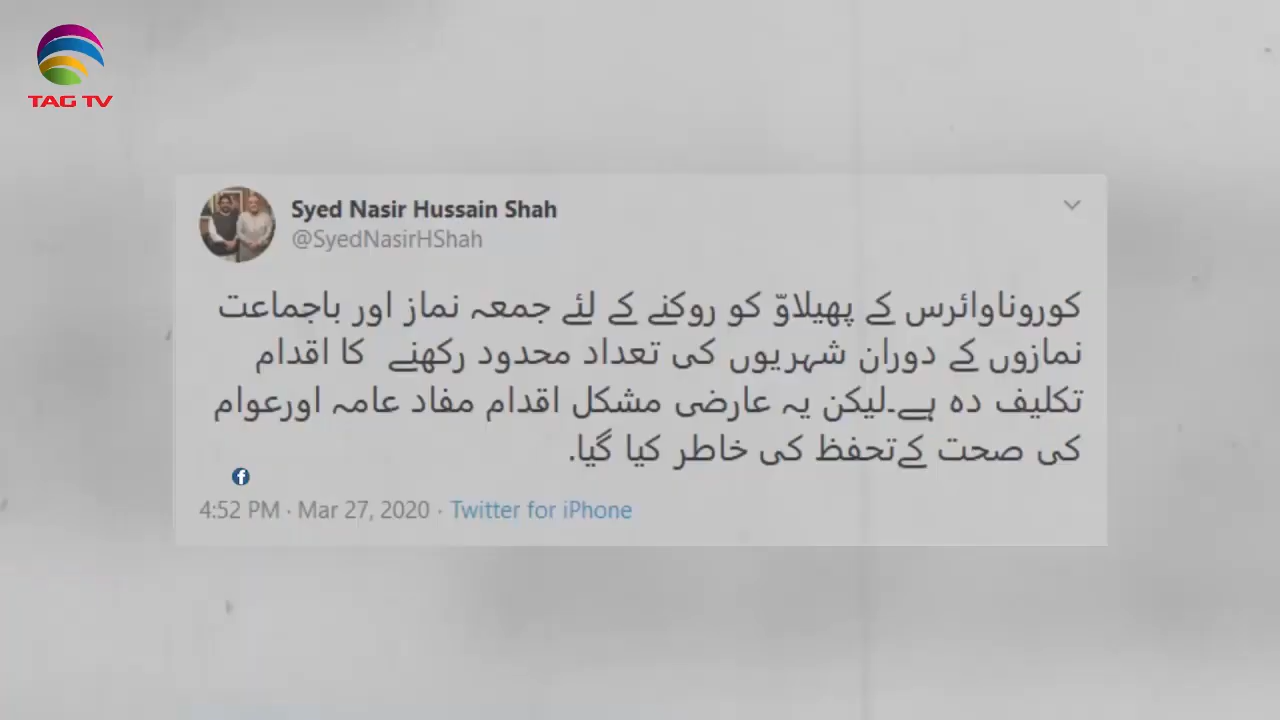 TAG TV
Syed Nasir Hussain Shah
@SyedNasirHShah
کوروناوائرس کے پھیلاوّ کو روکنے کے لئے جمعہ نماز اور باجماعت
نمازوں کے دوران شہریوں کی تعداد محدود رکھنے کا اقدام
تکلیف دہ ہے۔لیکن یہ عارضی مشکل اقدام مفاد عامہ اورعوام
کی صحت کےتحفظ کی خاطر کیا گیا.
4:52 PM · Mar 27, 2020 · Twitter for iPhone